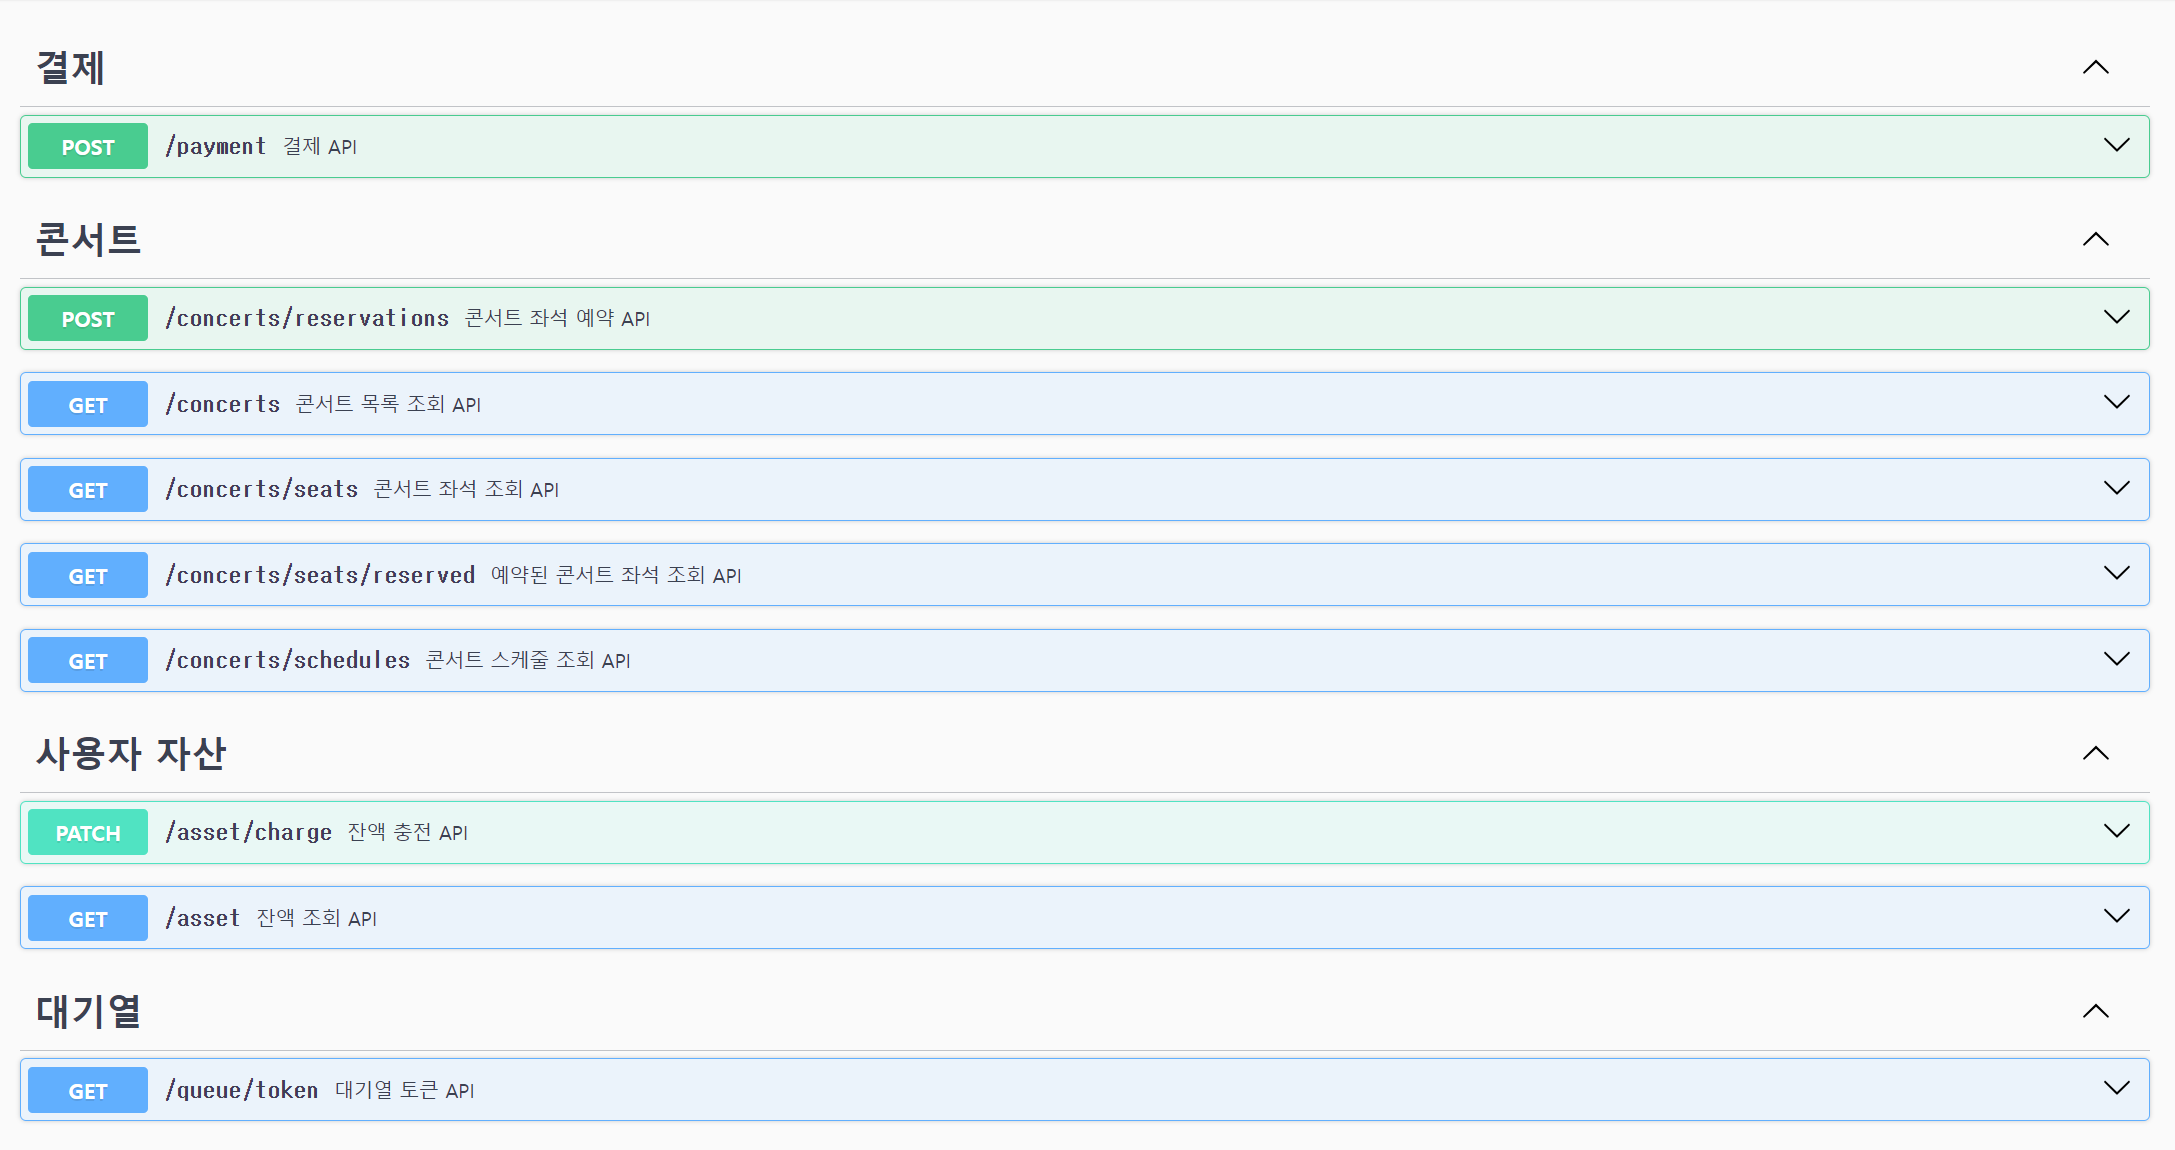 결제
POST /payment 결제 API
콘서트
POST /concerts/reservations 콘서트 좌석 예약 API
GET /concerts 콘서트 목록 조회 API
GET /concerts/seats 콘서트 좌석 조회 API
GET /concerts/seats/reserved 예약된 콘서트 좌석 조회 API
GET /concerts/schedules 콘서트 스케줄 조회 API
사용자 자산
PATCH /asset/charge 잔액 충전 API
GET /asset 잔액 조회 API
대기열
GET /queue/token 대기열 토큰 API